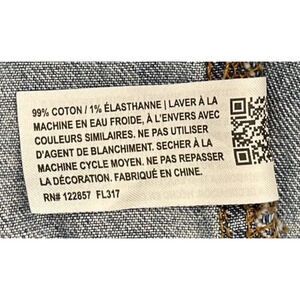 99% COTON / 1% ÉLASTHANNE | LAVER À LA
MACHINE EN EAU FROIDE, À L'ENVERS AVEC
COULEURS SIMILAIRES. NE PAS UTILISER
D'AGENT DE BLANCHIMENT. SECHER À LA
MACHINE CYCLE MOYEN. NE PAS REPASSER
LA DÉCORATION. FABRIQUÉ EN CHINE.
RN# 122857 FL317